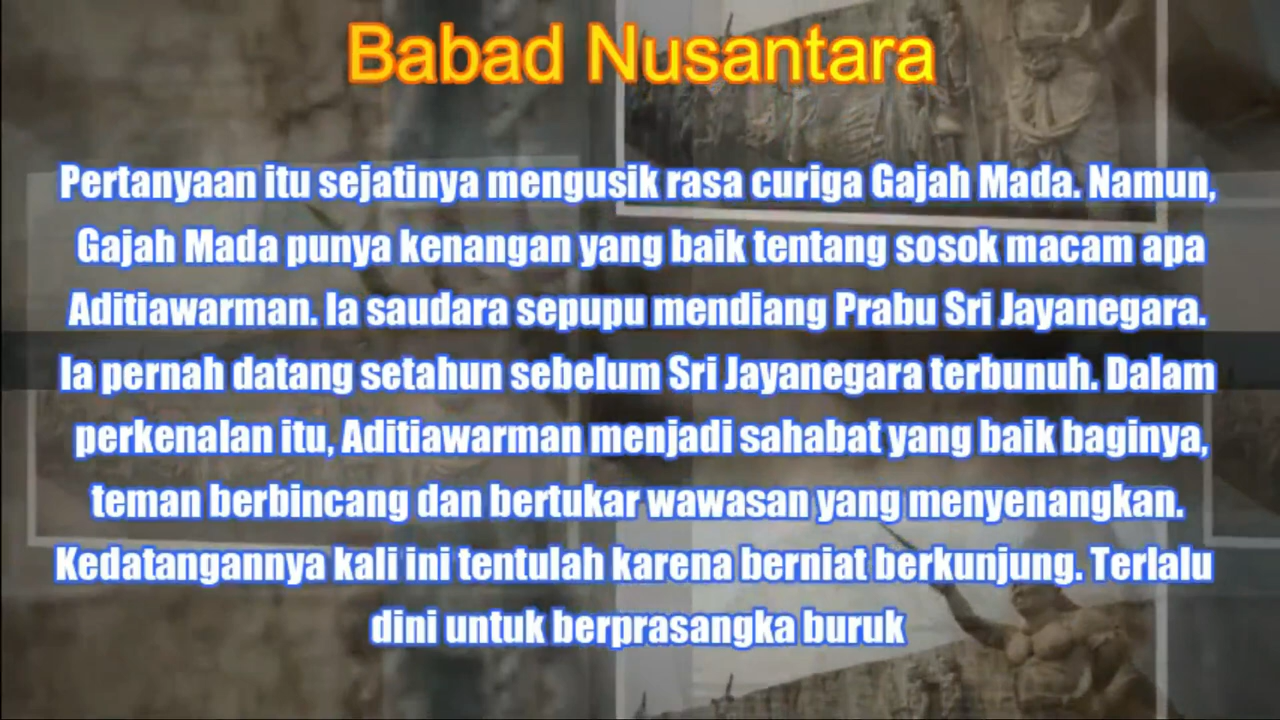 Babad Nusantara
Pertanyaan itu sejatinya mengusik rasa curiga Gajah Mada. Namun,
Gajah Mada punya kenangan yang baik tentang sosok macam apa
Aditiawarman. Ia saudara sepupu mendiang Prabu Sri Jayanegara.
Ia pernah datang setahun sebelum Sri Jayanegara terbunuh. Dalam
perkenalan itu, Aditiawarman menjadi sahabat yang baik baginya,
teman berbincang dan bertukar wawasan yang menyenangkan.
Kedatangannya kali ini tentulah karena berniat berkunjung. Terlalu
dini untuk berprasangka buruk